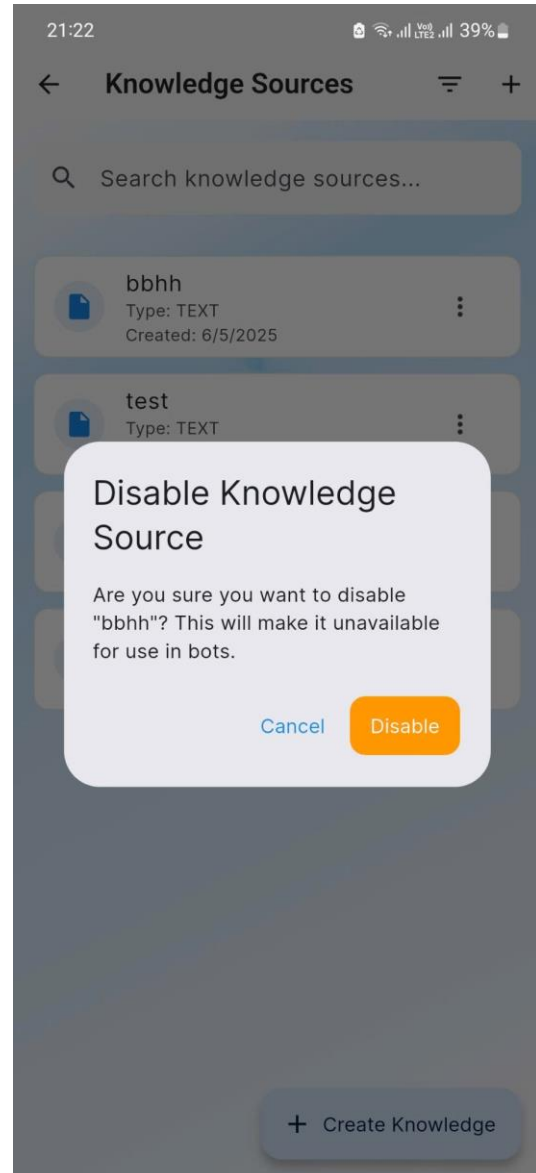 21:22
Vo))
LTE2
39%
Knowledge Sources
Search knowledge sources...
bbhh
Type: TEXT
Created: 6/5/2025
test
Type: TEXT
Disable Knowledge
Source
Are you sure you want to disable
"bbhh"? This will make it unavailable
for use in bots.
Cancel
Disable
+ Create Knowledge